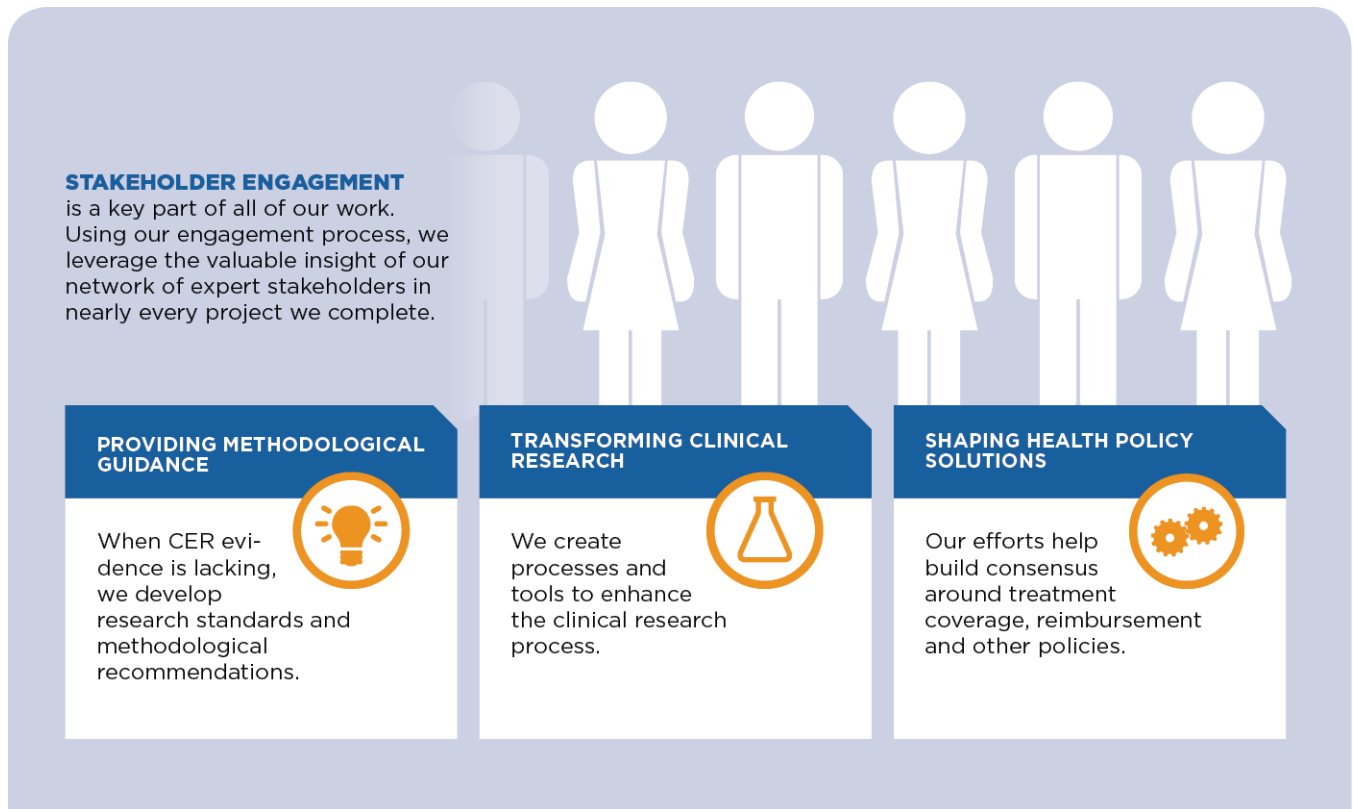 STAKEHOLDER ENGAGEMENT
is a key part of all of our work.
Using our engagement process, we
leverage the valuable insight of our
network of expert stakeholders in
nearly every project we complete.
PROVIDING METHODOLOGICAL
GUIDANCE
When CER evi-
dence is lacking,
we develop
research standards and
methodological
recommendations.
TRANSFORMING CLINICAL
RESEARCH
We create
processes and
tools to enhance
the clinical research
process.
SHAPING HEALTH POLICY
SOLUTIONS
Our efforts help
build consensus
around treatment
coverage, reimbursement
and other policies.